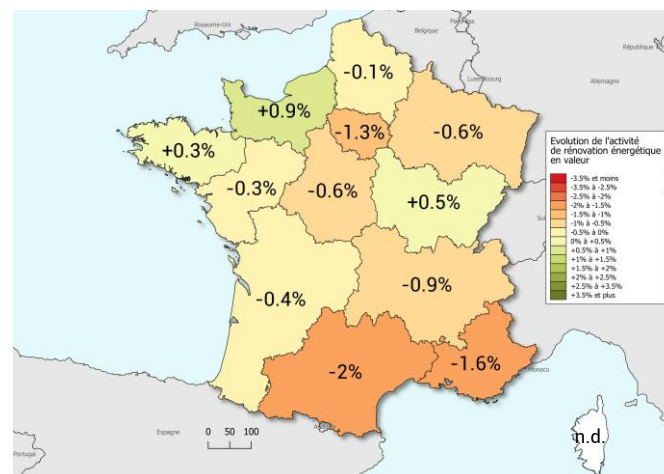 Royaume-Uni
Belgique
République
Luxembourg
Allemagne
-0.1%
+0.9%
-1.3%
-0.6%
+0.3%
-0.3%
-0.6%
+0.5%
-0.4%
-0.9%
-2%
-1.6%
Monaco
n.d.
Espagne
Portugal
0 50 100
Evolution de l'activité
de rénovation énergétique
en valeur
-3.5% et moins
-3.5% à -2.5%
-2.5% à -2%
-2% à -1.5%
-1.5% à -1%
-1% à -0.5%
-0.5% à 0%
0% à +0.5%
+0.5% à +1%
+1% à +1.5%
+1.5% à +2%
+2% à +2.5%
+2.5% à +3.5%
+3.5% et plus